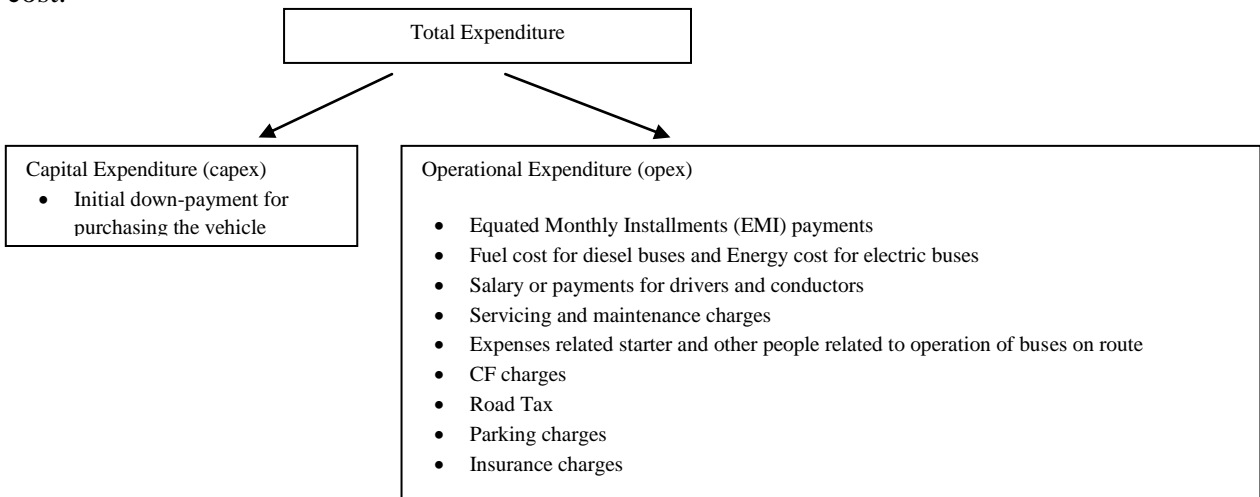 cost.
Total Expenditure
Capital Expenditure (capex)
• Initial down-payment for
purchasing the vehicle
Operational Expenditure (opex)
• Equated Monthly Installments (EMI) payments
• Fuel cost for diesel buses and Energy cost for electric buses
• Salary or payments for drivers and conductors
• Servicing and maintenance charges
• Expenses related starter and other people related to operation of buses on route
• CF charges
• Road Tax
• Parking charges
• Insurance charges